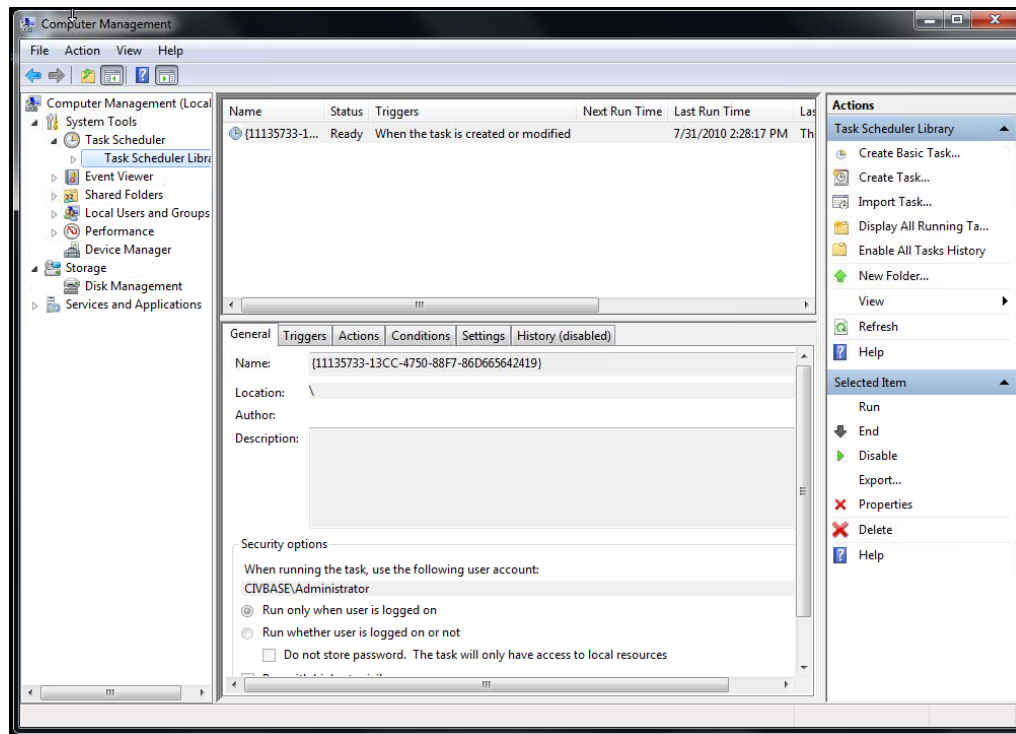 Computer Management
File Action View Help
Computer Management (Local
System Tools
Task Scheduler
Task Scheduler Libra
Event Viewer
Shared Folders
Local Users and Groups
Performance
Device Manager
Storage
Disk Management
Services and Applications
Name Status Triggers Next Run Time Last Run Time Las
{11135733-1... Ready When the task is created or modified 7/31/2010 2:28:17 PM Th
General Triggers Actions Conditions Settings History (disabled)
Name: {11135733-13CC-4750-88F7-86D665642419}
Location: \
Author:
Description:
Security options
When running the task, use the following user account:
CIVBASE\Administrator
Run only when user is logged on
Run whether user is logged on or not
Do not store password. The task will only have access to local resources
Actions
Task Scheduler Library
Create Basic Task...
Create Task...
Import Task...
Display All Running Ta...
Enable All Tasks History
New Folder...
View
Refresh
Help
Selected Item
Run
End
Disable
Export...
Properties
Delete
Help